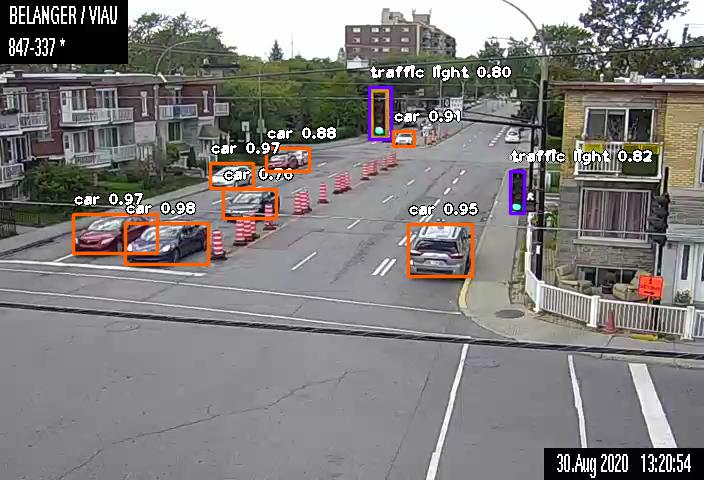 BELANGER / VIAU
847-337 *
traffic light 0.80
car 0.91
car 0.88
car 0.97
car 0.76
traffic light 0.82
car 0.97
car 0.98
car 0.95
30.Aug 2020 13:20:54